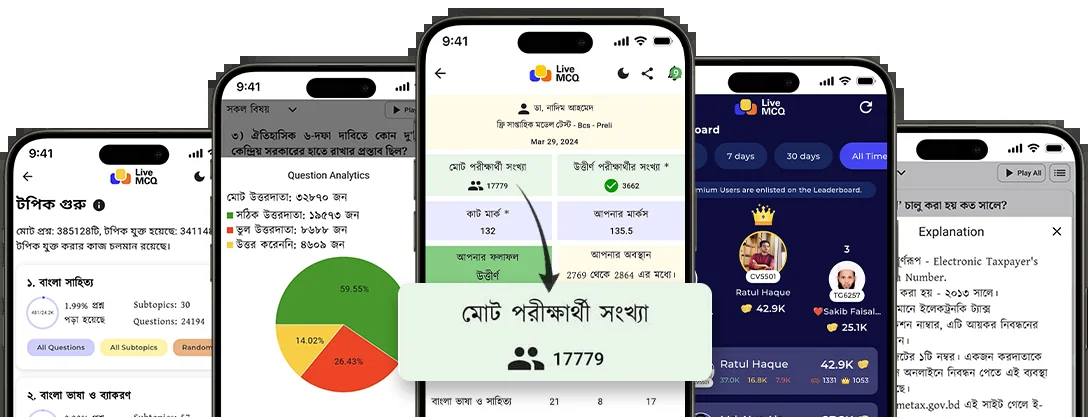 9:41
Live
MCQ
টপিক গুরু
মোট প্রশ্ন: 385128টি, টপিক যুক্ত হয়েছে: 341148
টপিক যুক্ত করার কাজ চলমান রয়েছে।
১. বাংলা সাহিত্য
481/24.2K
1.99% প্রশ্ন
পড়া হয়েছে
Subtopics: 30
Questions: 24194
All Questions
All Subtopics
Random
২. বাংলা ভাষা ও ব্যাকরণ
9:41
সকল বিষয়
Play
৩) ঐতিহাসিক ৬-দফা দাবিতে কোন দু'
কেন্দ্রিয় সরকারের হাতে রাখার প্রস্তাব ছিল?
Question Analytics
মোট উত্তরদাতা: ৩২৮৭০ জন
সঠিক উত্তরদাতা: ১৯৫৭৩ জন
ভুল উত্তরদাতা: ৮৬৮৮ জন
উত্তর করেননি: ৪৬০৯ জন
59.55%
14.02%
26.43%
9:41
Live
MCQ
9
ডা. নাদিম আহমেদ
ফ্রি সাপ্তাহিক মডেল টেস্ট - Bcs - Preli
Mar 29, 2024
মোট পরীক্ষার্থী সংখ্যা
17779
উত্তীর্ণ পরীক্ষার্থীর সংখ্যা *
3662
কাট মার্ক *
132
আপনার মার্কস
135.5
আপনার ফলাফল
উত্তীর্ণ
আপনার অবস্থান
2769 থেকে 2864 এর মধ্যে।
মোট পরীক্ষার্থী সংখ্যা
17779
বাংলা ভাষা ও সাহিত্য 21 8 17
Live
MCQ
board
7 days
30 days
All Time
mium Users are enlisted on the Leaderboard.
CV5501
Ratul Haque
42.9K
3
TG6257
Sakib Faisal...
25.1K
Ratul Haque
42.9K
37.0K 16.8K 7.9K
1331 1053
9:41
Play All
চালু করা হয় কত সালে?
Explanation
- Electronic Taxpayer's
Number.
করা হয় - ২০১৩ সালে।
মানে ইলেকট্রনকি ট্যাক্স
নাম্বার, এটি আয়কর নিবন্ধনের
১টি নম্বর। একজন করদাতাকে
অনলাইনে নিবন্ধন পেতে এই ব্যবস্থা
metax.gov.bd এই সাইট গেলে ই-